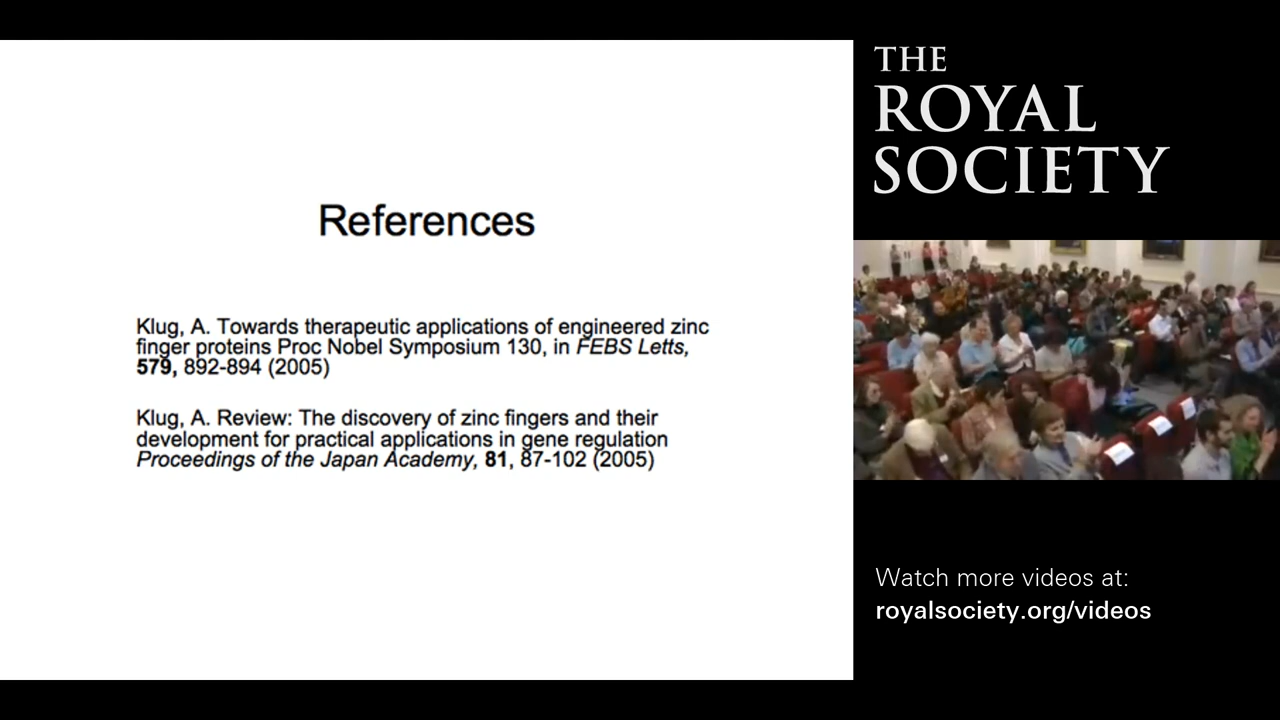 References
Klug, A. Towards therapeutic applications of engineered zinc
finger proteins Proc Nobel Symposium 130, in FEBS Letts,
579, 892-894 (2005)
Klug, A. Review: The discovery of zinc fingers and their
development for practical applications in gene regulation
Proceedings of the Japan Academy, 81, 87-102 (2005)
THE
ROYAL
SOCIETY
Watch more videos at:
royalsociety.org/videos